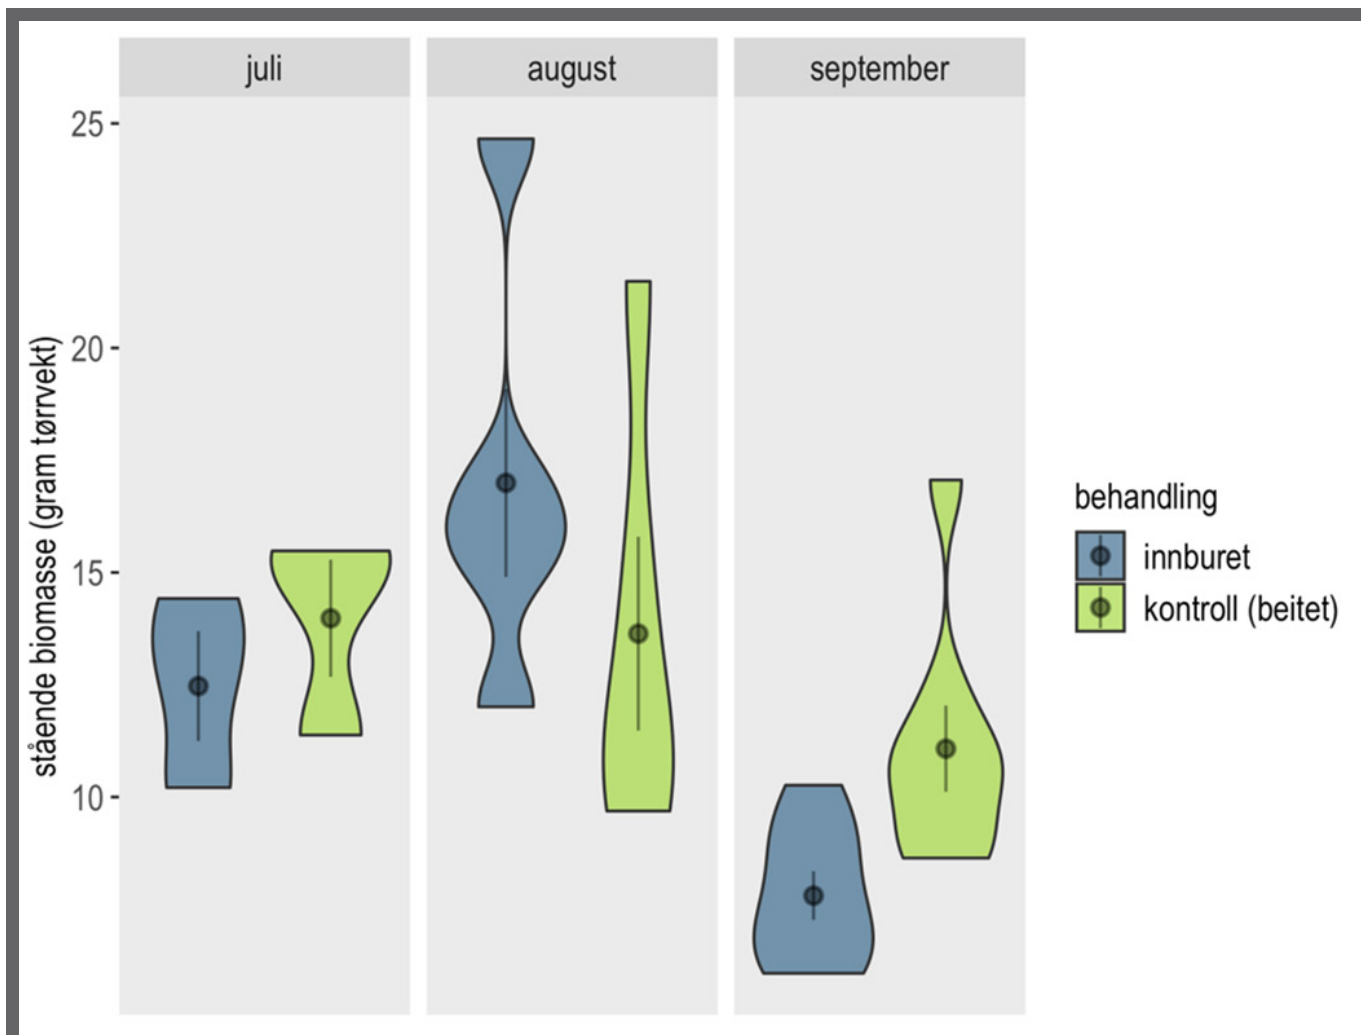 juli
august
september
25
20
15
10
stående biomasse (gram tørrvekt)
behandling
innburet
kontroll (beitet)